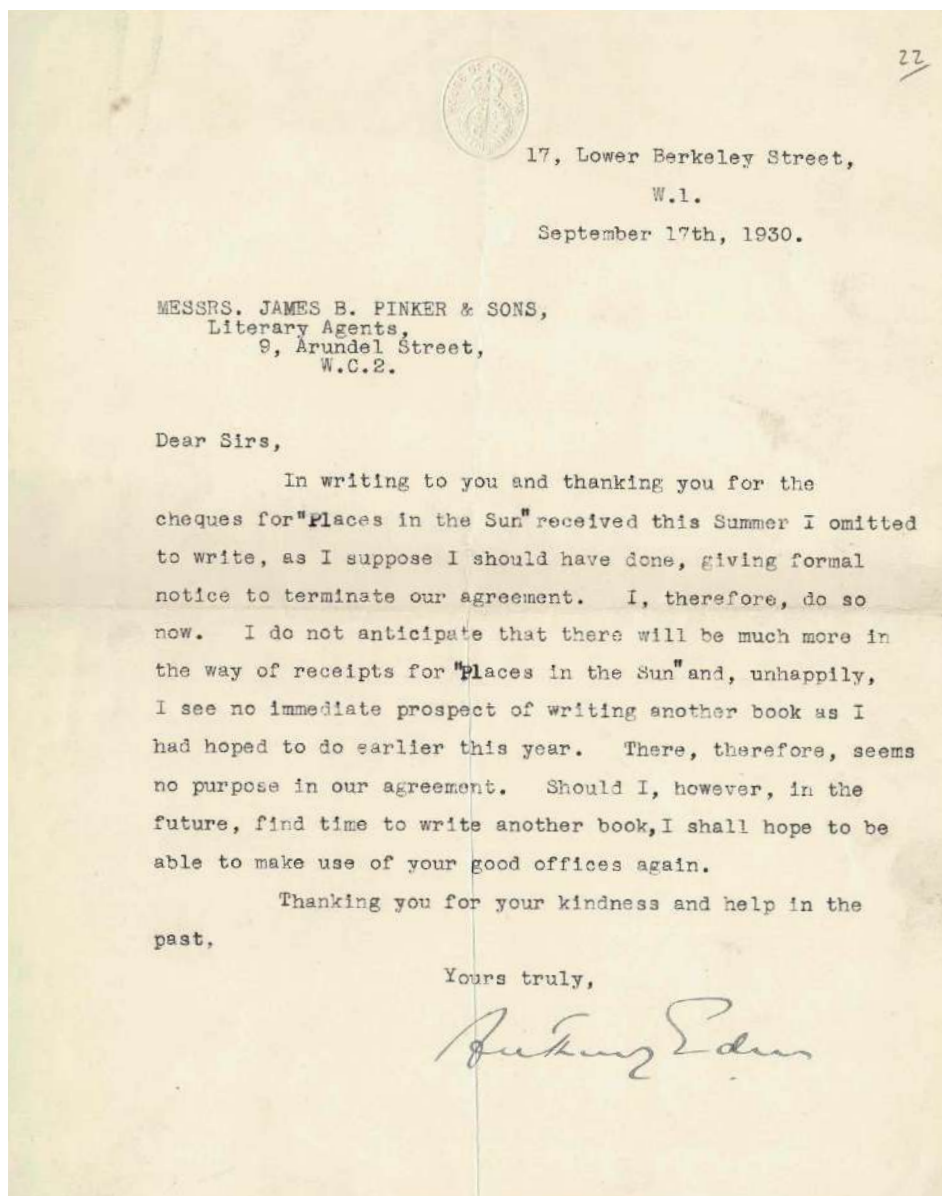 22
HOUSE OF COMMONS
17, Lower Berkeley Street,
W.1.
September 17th, 1930.
MESSRS. JAMES B. PINKER & SONS,
Literary Agents,
9, Arundel Street,
W.C.2.
Dear Sirs,
In writing to you and thanking you for the
cheques for "Places in the Sun" received this Summer I omitted
to write, as I suppose I should have done, giving formal
notice to terminate our agreement. I, therefore, do so
now. I do not anticipate that there will be much more in
the way of receipts for "Places in the Sun" and, unhappily,
I see no immediate prospect of writing another book as I
had hoped to do earlier this year. There, therefore, seems
no purpose in our agreement. Should I, however, in the
future, find time to write another book, I shall hope to be
able to make use of your good offices again.
Thanking you for your kindness and help in the
past,
Yours truly,
Anthony Eden